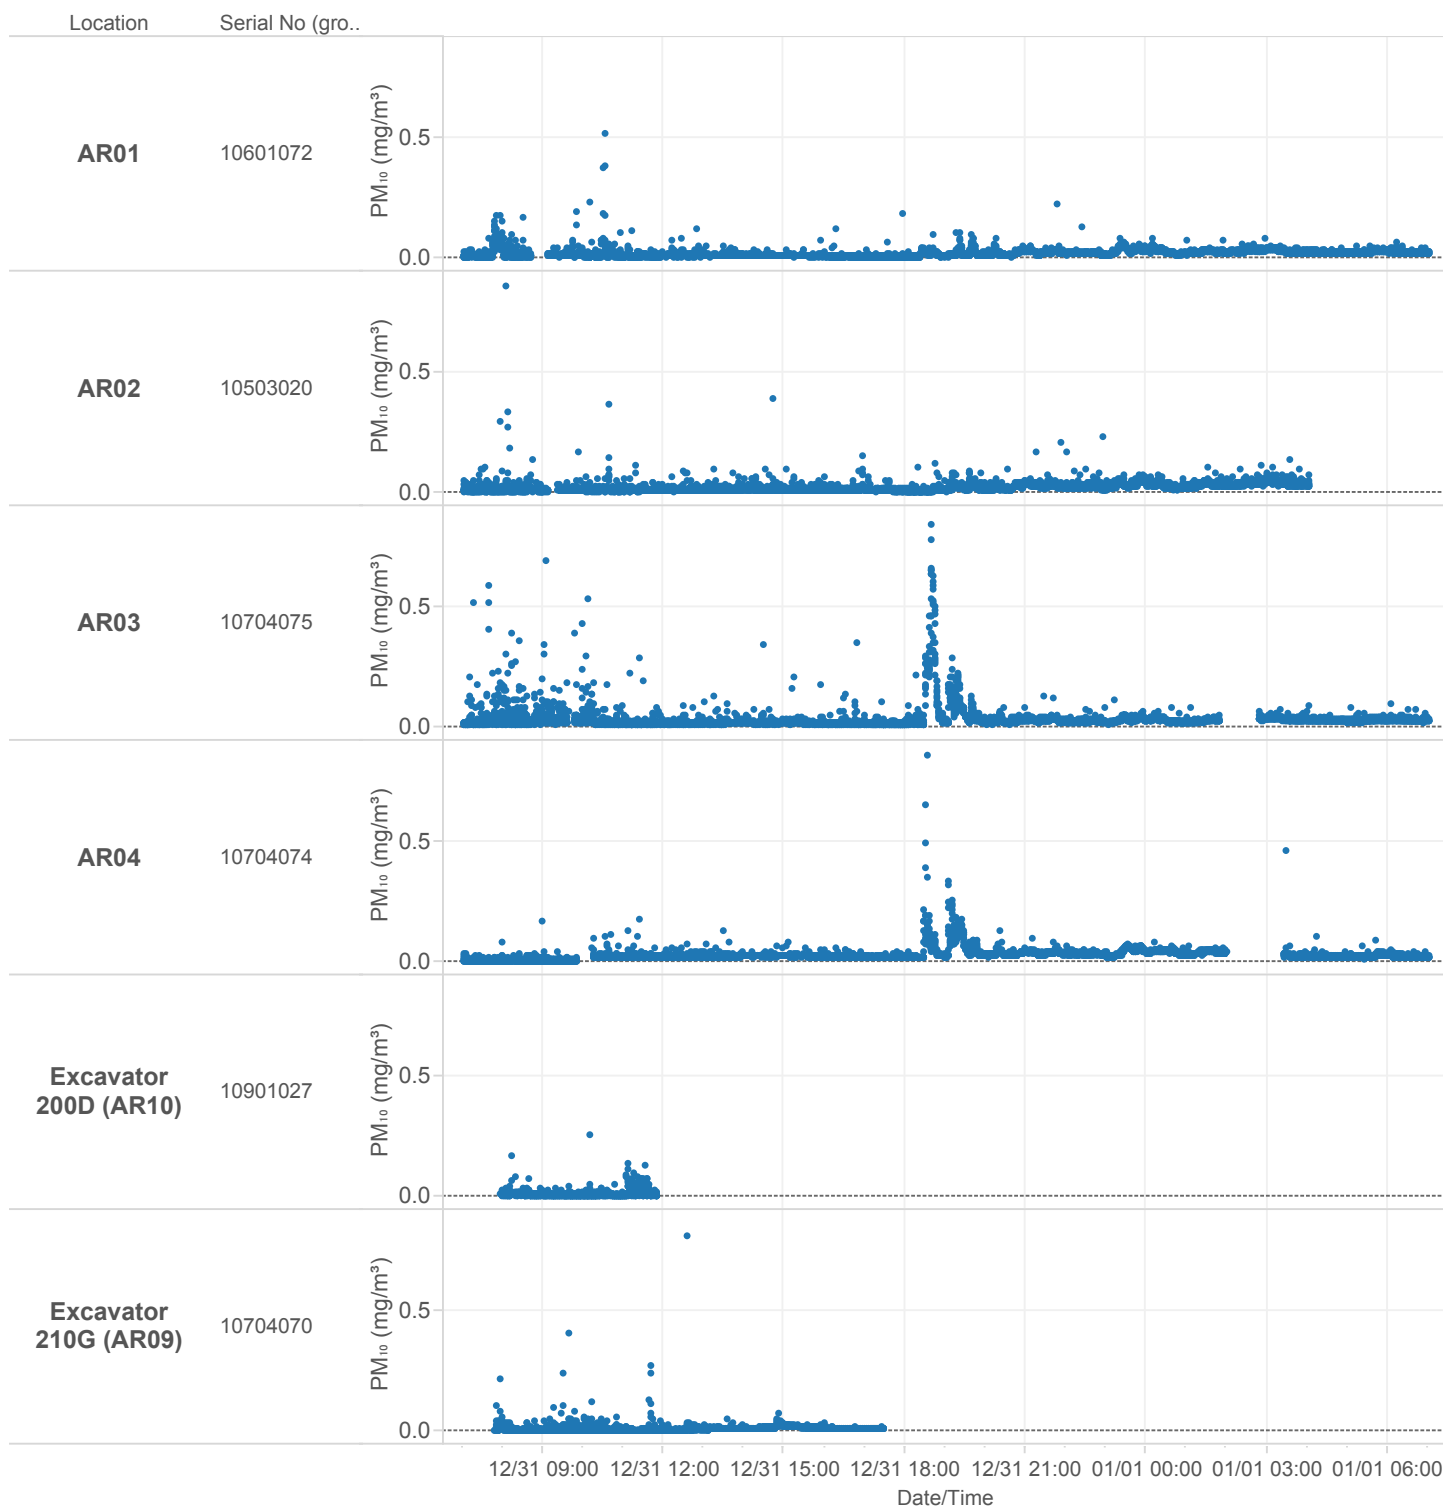 Location Serial No (gro..
AR01 10601072 PM₁₀ (mg/m³) 0.5 0.0
AR02 10503020 PM₁₀ (mg/m³) 0.5 0.0
AR03 10704075 PM₁₀ (mg/m³) 0.5 0.0
AR04 10704074 PM₁₀ (mg/m³) 0.5 0.0
Excavator
200D (AR10) 10901027 PM₁₀ (mg/m³) 0.5 0.0
Excavator
210G (AR09) 10704070 PM₁₀ (mg/m³) 0.5 0.0
12/31 09:00 12/31 12:00 12/31 15:00 12/31 18:00 12/31 21:00 01/01 00:00 01/01 03:00 01/01 06:00
Date/Time